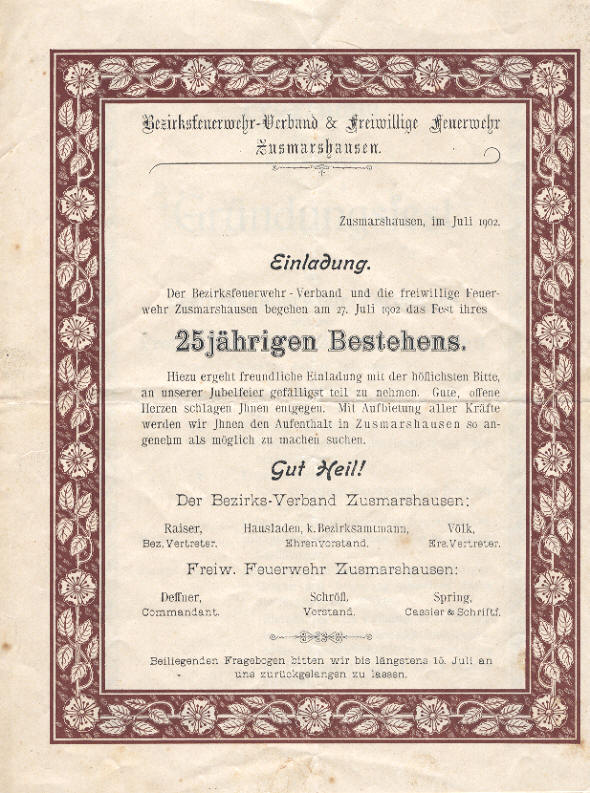 Bezirksfeuerwehr-Verband & Freiwillige Feuerwehr
Zusmarshausen.
Zusmarshausen, im Juli 1902.
Einladung.
Der Bezirksfeuerwehr-Verband und die freiwillige Feuer-
wehr Zusmarshausen begehen am 27. Juli 1902 das Fest ihres
25jährigen Bestehens.
Hiezu ergeht freundliche Einladung mit der höflichsten Bitte,
an unserer Jubelfeier gefälligst teil zu nehmen. Gute, offene
Herzen schlagen Jhnen entgegen. Mit Aufbietung aller Kräfte
werden wir Jhnen den Aufenthalt in Zusmarshausen so an-
genehm als möglich zu machen suchen.
Gut Heil!
Der Bezirks-Verband Zusmarshausen:
Raiser, Hausladen, k. Bezirksamtmann, Völk,
Bez. Vertreter. Ehrenvorstand. Ers. Vertreter.
Freiw. Feuerwehr Zusmarshausen:
Deffner, Schröfl, Spring,
Commandant. Vorstand. Cassier & Schriftf.
Beiliegenden Fragebogen bitten wir bis längstens 15. Juli an
uns zurückgelangen zu lassen.